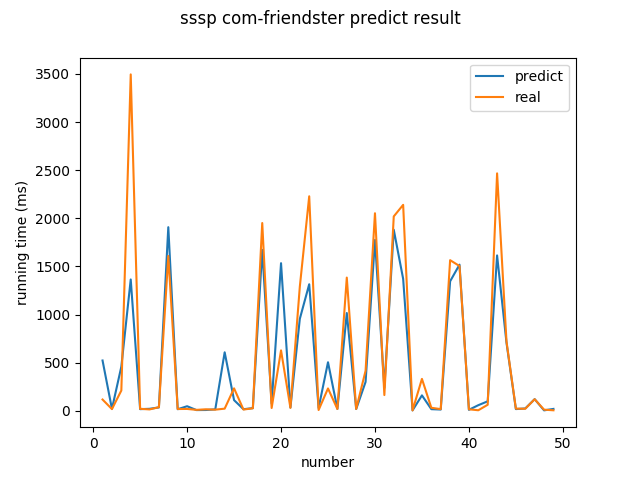 sssp com-friendster predict result
predict
real
3500
3000
2500
2000
1500
1000
500
0
running time (ms)
0 10 20 30 40 50
number